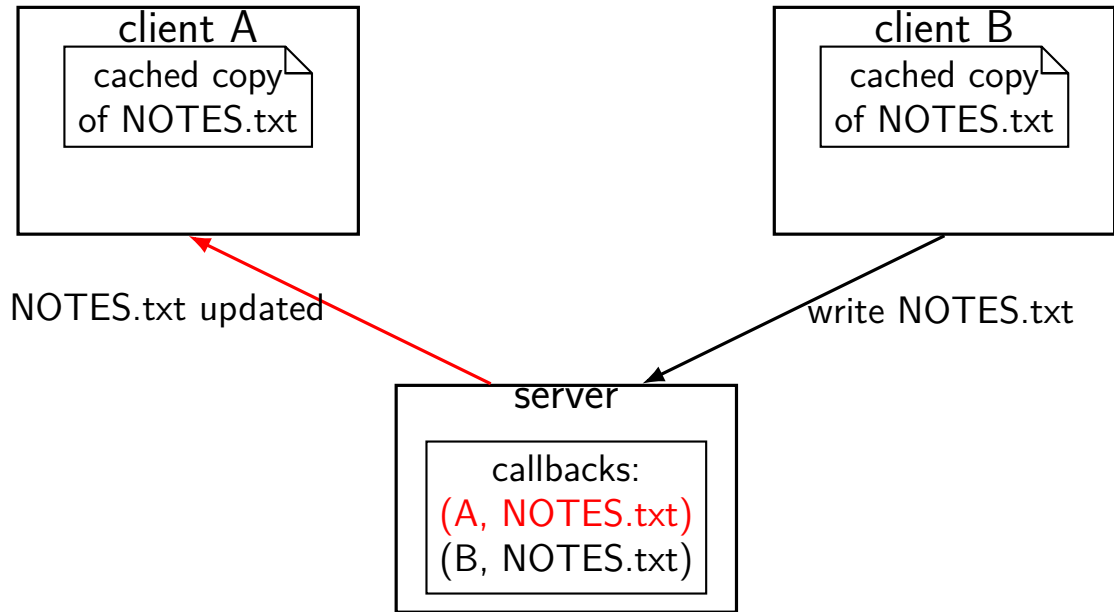 client A
cached copy
of NOTES.txt
client B
cached copy
of NOTES.txt
NOTES.txt updated
write NOTES.txt
server
callbacks:
(A, NOTES.txt)
(B, NOTES.txt)